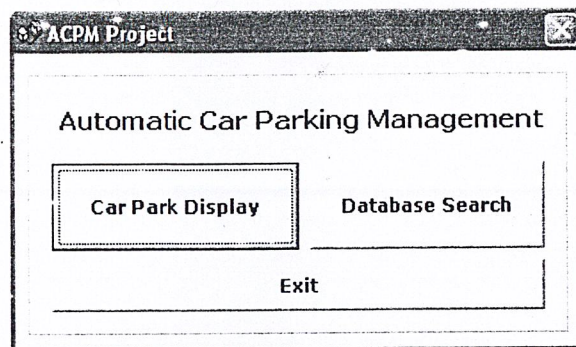 ACPM Project
Automatic Car Parking Management
Car Park Display
Database Search
Exit